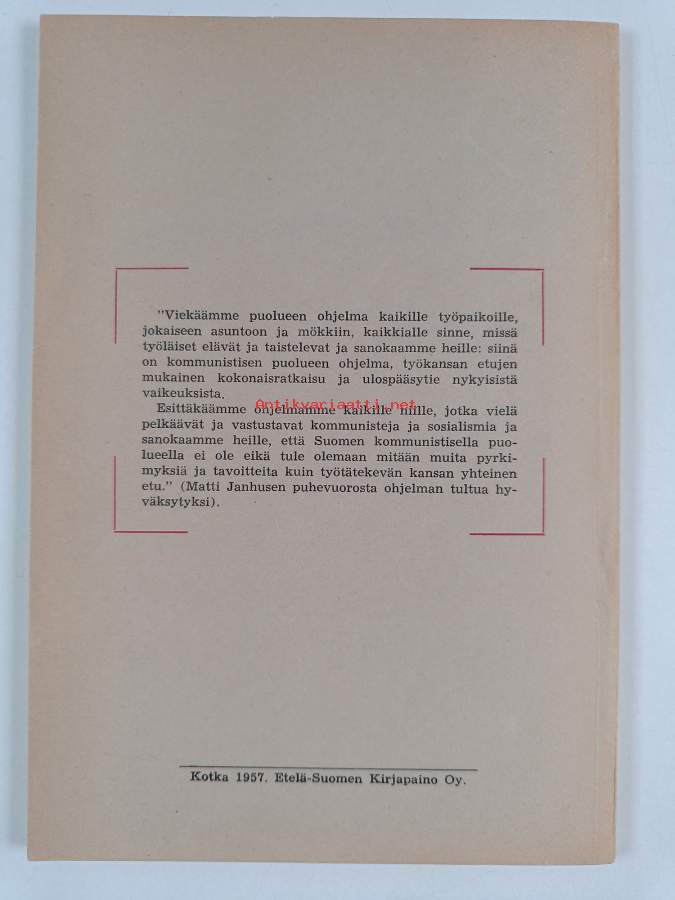 "Viekäämme puolueen ohjelma kaikille työpaikoille,
jokaiseen asuntoon ja mökkiin, kaikkialle sinne, missä
työläiset elävät ja taistelevat ja sanokaamme heille: siinä
on kommunistisen puolueen ohjelma, työkansan etujen
mukainen kokonaisratkaisu ja ulospääsytie nykyisistä
vaikeuksista.
Antikvariaatti.net
Esittäkäämme ohjelmamme kaikille niille, jotka vielä
pelkäävät ja vastustavat kommunisteja ja sosialismia ja
sanokaamme heille, että Suomen kommunistisella puo-
lueella ei ole eikä tule olemaan mitään muita pyrki-
myksiä ja tavoitteita kuin työtätekevän kansan yhteinen
etu." (Matti Janhusen puhevuorosta ohjelman tultua hy-
väksytyksi).
Kotka 1957. Etelä-Suomen Kirjapaino Oy.